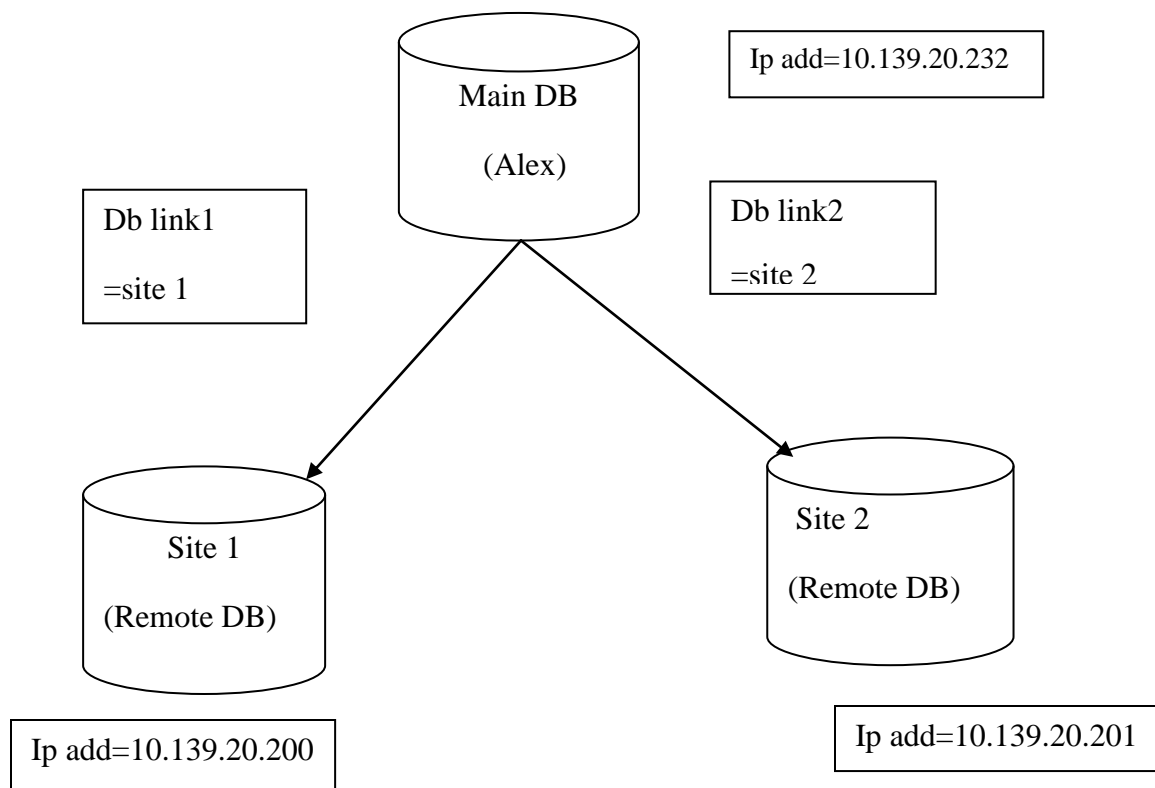 Main DB
(Alex)
Ip add=10.139.20.232
Db link1
=site 1
Db link2
=site 2
Site 1
(Remote DB)
Site 2
(Remote DB)
Ip add=10.139.20.200
Ip add=10.139.20.201